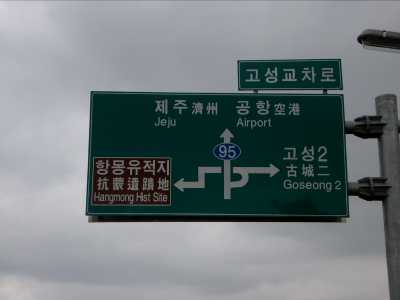 고성교차로
제주 濟州 공항 空港
Jeju Airport
95
고성2
古城二
Goseong 2
항몽유적지
抗蒙遺蹟地
Hangmong Hist Site